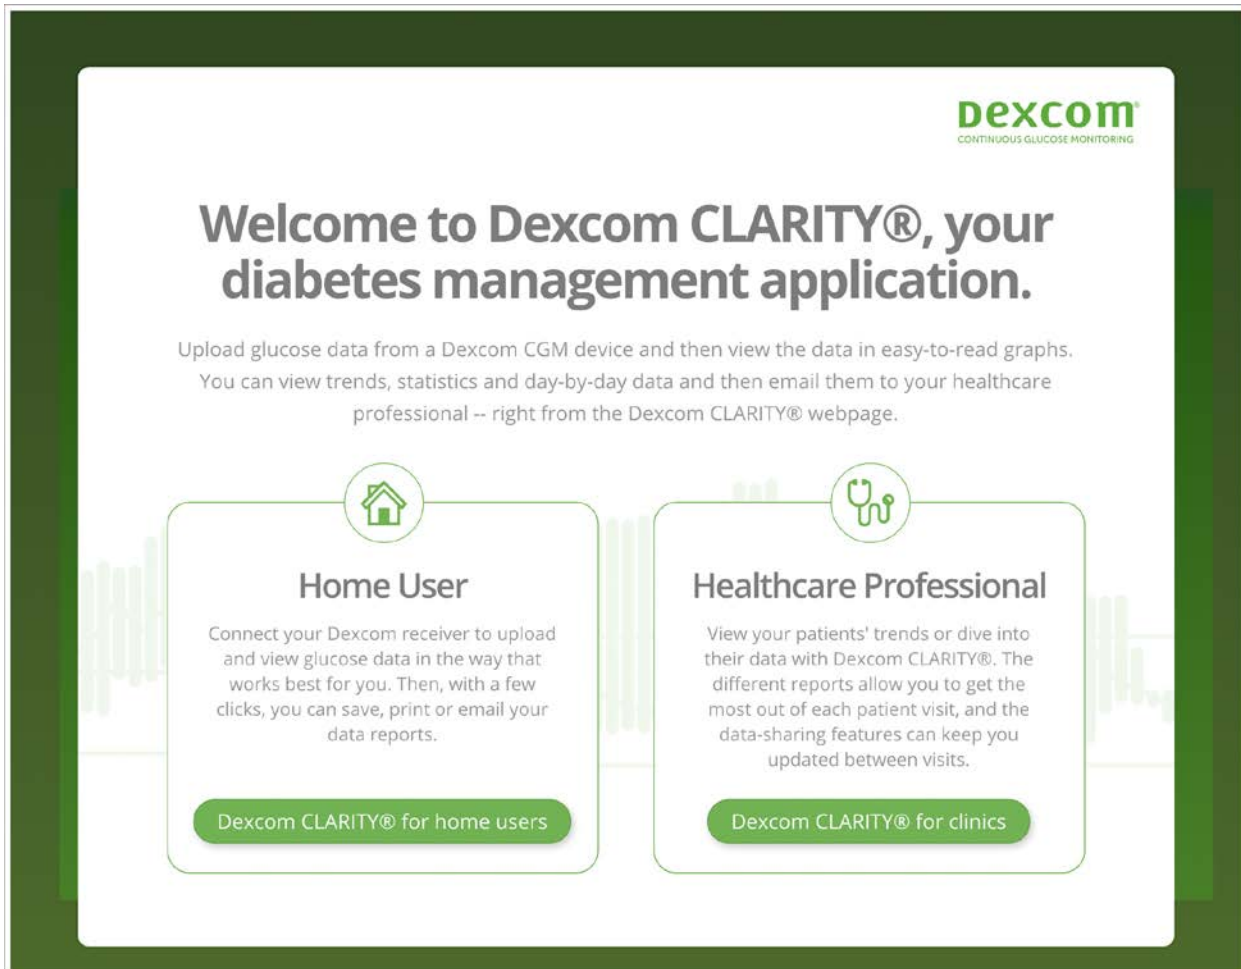 Dexcom®
CONTINUOUS GLUCOSE MONITORING
Welcome to Dexcom CLARITY®, your
diabetes management application.
Upload glucose data from a Dexcom CGM device and then view the data in easy-to-read graphs.
You can view trends, statistics and day-by-day data and then email them to your healthcare
professional -- right from the Dexcom CLARITY® webpage.
Home User
Connect your Dexcom receiver to upload
and view glucose data in the way that
works best for you. Then, with a few
clicks, you can save, print or email your
data reports.
Dexcom CLARITY® for home users
Healthcare Professional
View your patients' trends or dive into
their data with Dexcom CLARITY®. The
different reports allow you to get the
most out of each patient visit, and the
data-sharing features can keep you
updated between visits.
Dexcom CLARITY® for clinics